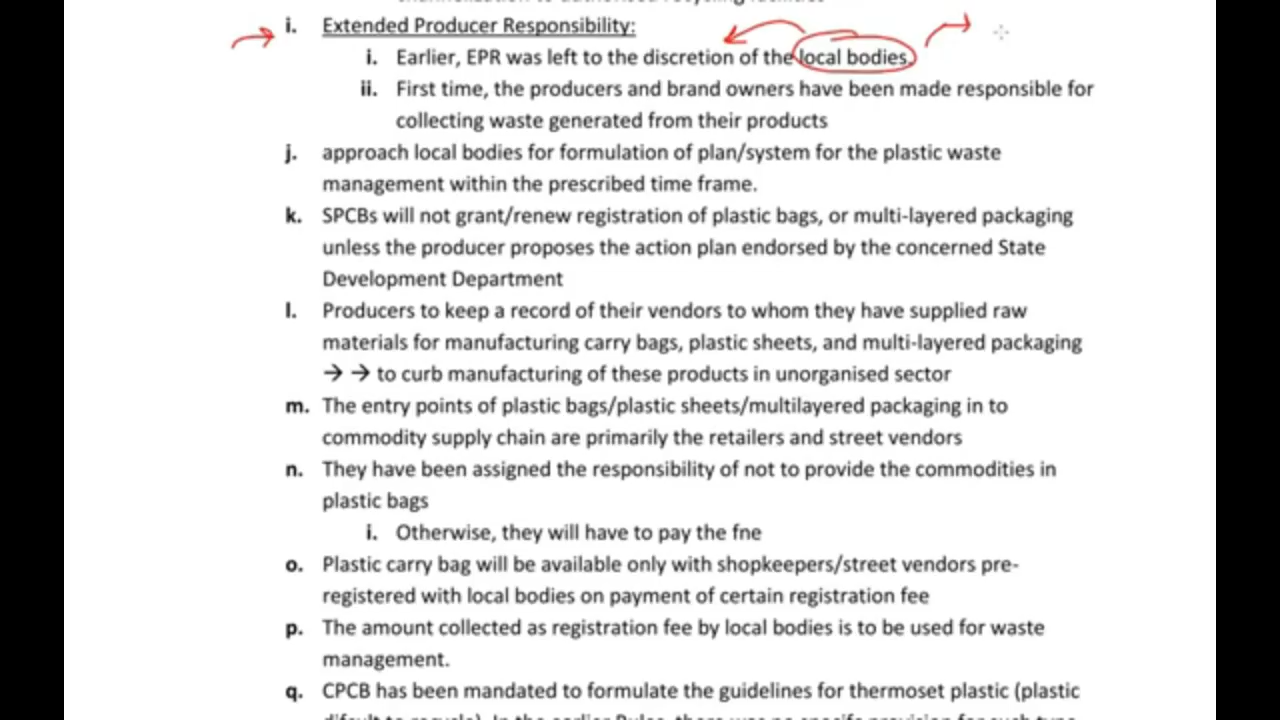 i. Extended Producer Responsibility:
i. Earlier, EPR was left to the discretion of the local bodies.
ii. First time, the producers and brand owners have been made responsible for
collecting waste generated from their products
j. approach local bodies for formulation of plan/system for the plastic waste
management within the prescribed time frame.
k. SPCBs will not grant/renew registration of plastic bags, or multi-layered packaging
unless the producer proposes the action plan endorsed by the concerned State
Development Department
l. Producers to keep a record of their vendors to whom they have supplied raw
materials for manufacturing carry bags, plastic sheets, and multi-layered packaging
→ → to curb manufacturing of these products in unorganised sector
m. The entry points of plastic bags/plastic sheets/multilayered packaging in to
commodity supply chain are primarily the retailers and street vendors
n. They have been assigned the responsibility of not to provide the commodities in
plastic bags
i. Otherwise, they will have to pay the fne
o. Plastic carry bag will be available only with shopkeepers/street vendors pre-
registered with local bodies on payment of certain registration fee
p. The amount collected as registration fee by local bodies is to be used for waste
management.
q. CPCB has been mandated to formulate the guidelines for thermoset plastic (plastic